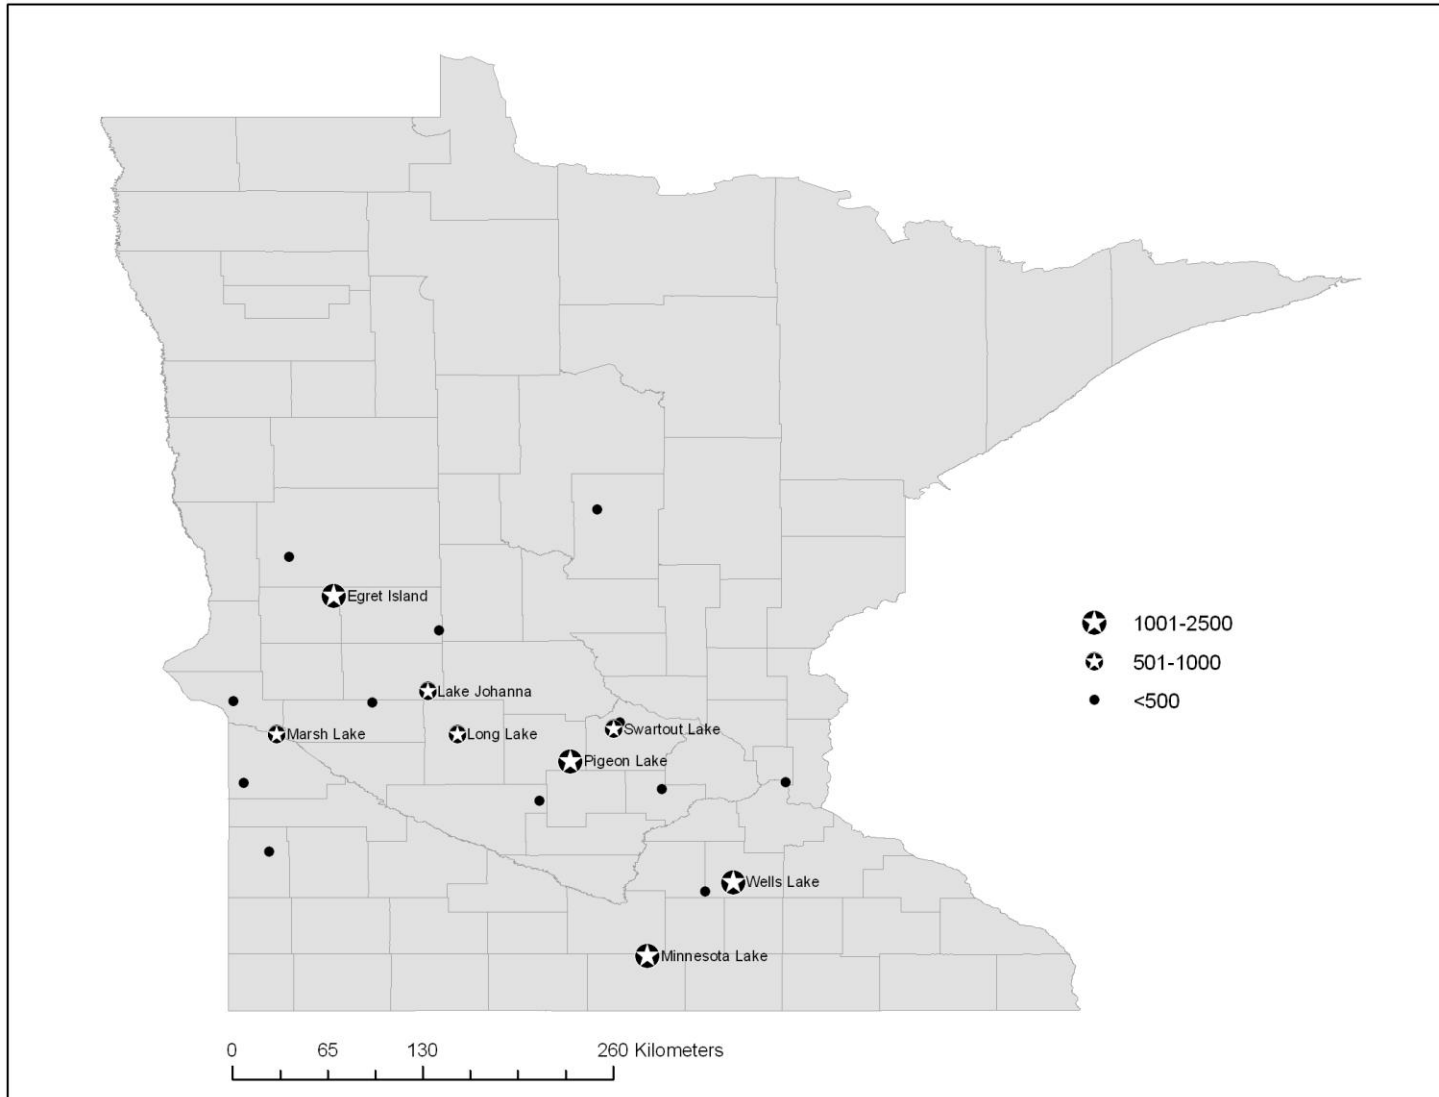 Egret Island
1001-2500
501-1000
<500
Lake Johanna
Marsh Lake
Long Lake
Swartout Lake
Pigeon Lake
Wells Lake
Minnesota Lake
0 65 130 260 Kilometers